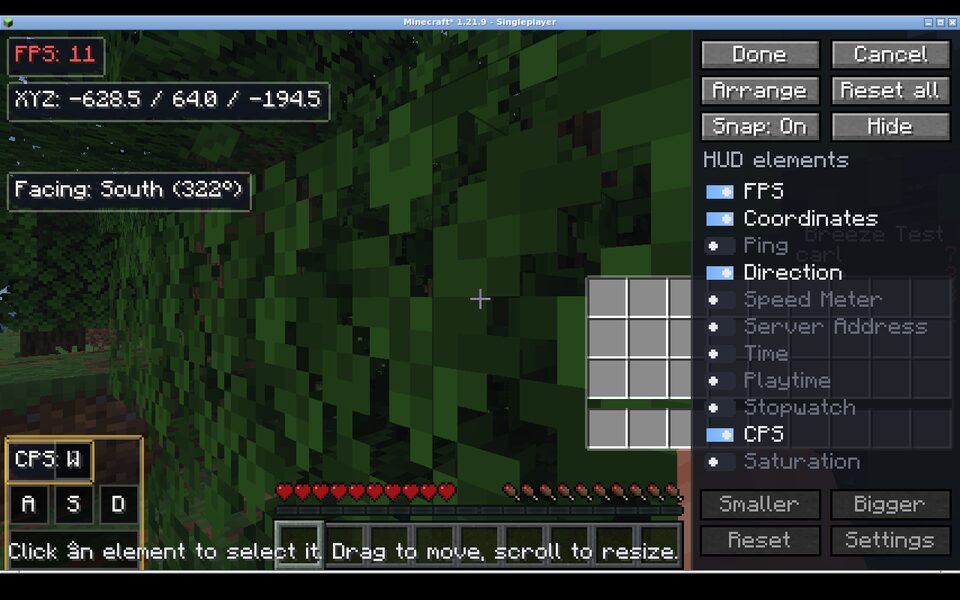 Minecraft* 1.21.9 - Singleplayer
FPS: 11
XYZ: -628.5 / 64.0 / -194.5
Facing: South (322°)
CPS: W
A S D
Click an element to select it. Drag to move, scroll to resize.
Done Cancel
Arrange Reset all
Snap: On Hide
HUD elements
FPS
Coordinates
Ping
Breeze Test
carl
Direction
Speed Meter
Server Address
Time
Playtime
Stopwatch
CPS
Saturation
Smaller Bigger
Reset Settings